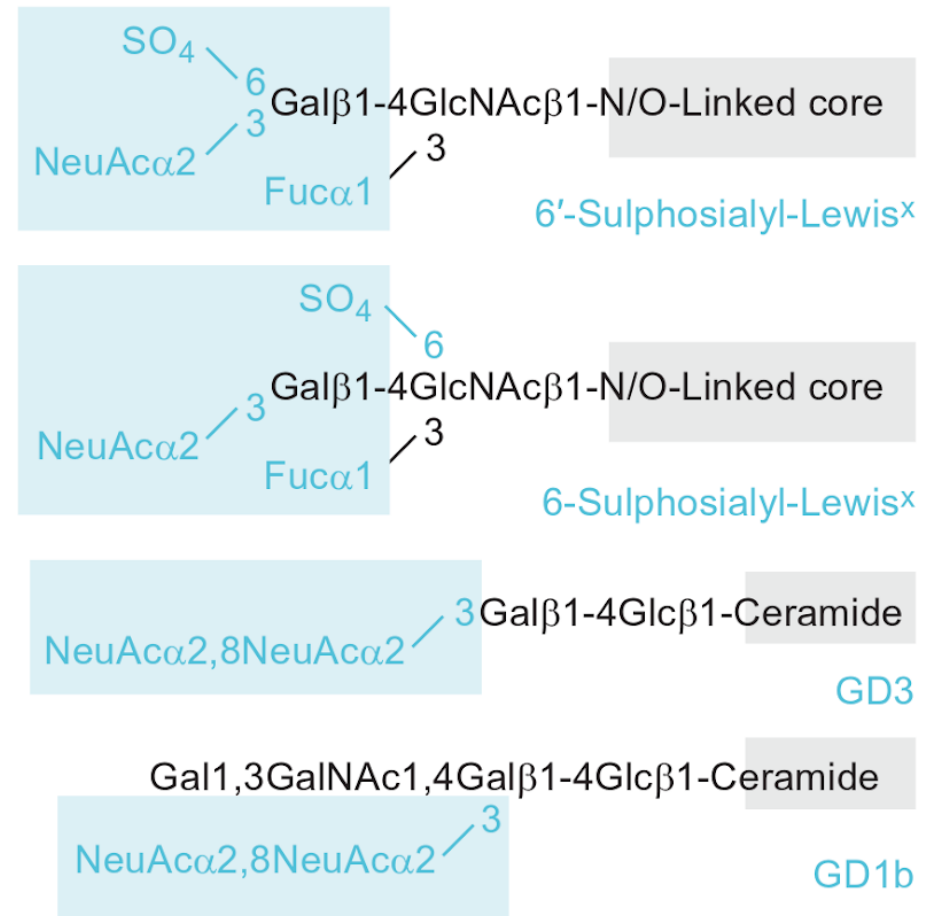 SO₄
6
Galβ1-4GlcNAcβ1-N/O-Linked core
3
3
NeuAcα2
Fucα1
6′-Sulphosialyl-Lewisˣ
SO₄
6
Galβ1-4GlcNAcβ1-N/O-Linked core
3
3
NeuAcα2
Fucα1
6-Sulphosialyl-Lewisˣ
3Galβ1-4Glcβ1-Ceramide
NeuAcα2,8NeuAcα2
GD3
Gal1,3GalNAc1,4Galβ1-4Glcβ1-Ceramide
3
NeuAcα2,8NeuAcα2
GD1b